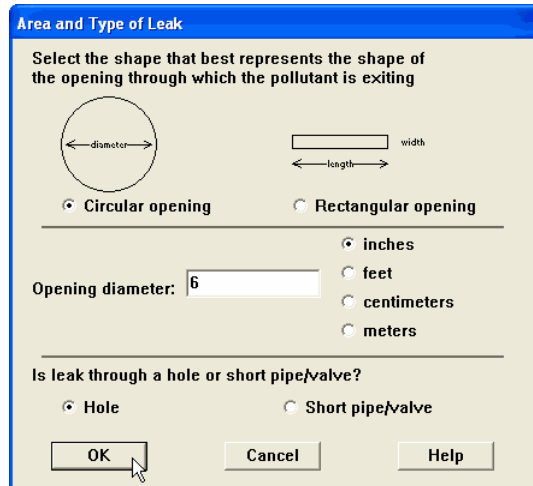 Area and Type of Leak
Select the shape that best represents the shape of
the opening through which the pollutant is exiting
diameter
width
length
Circular opening
Rectangular opening
inches
feet
Opening diameter: 6
centimeters
meters
Is leak through a hole or short pipe/valve?
Hole
Short pipe/valve
OK
Cancel
Help